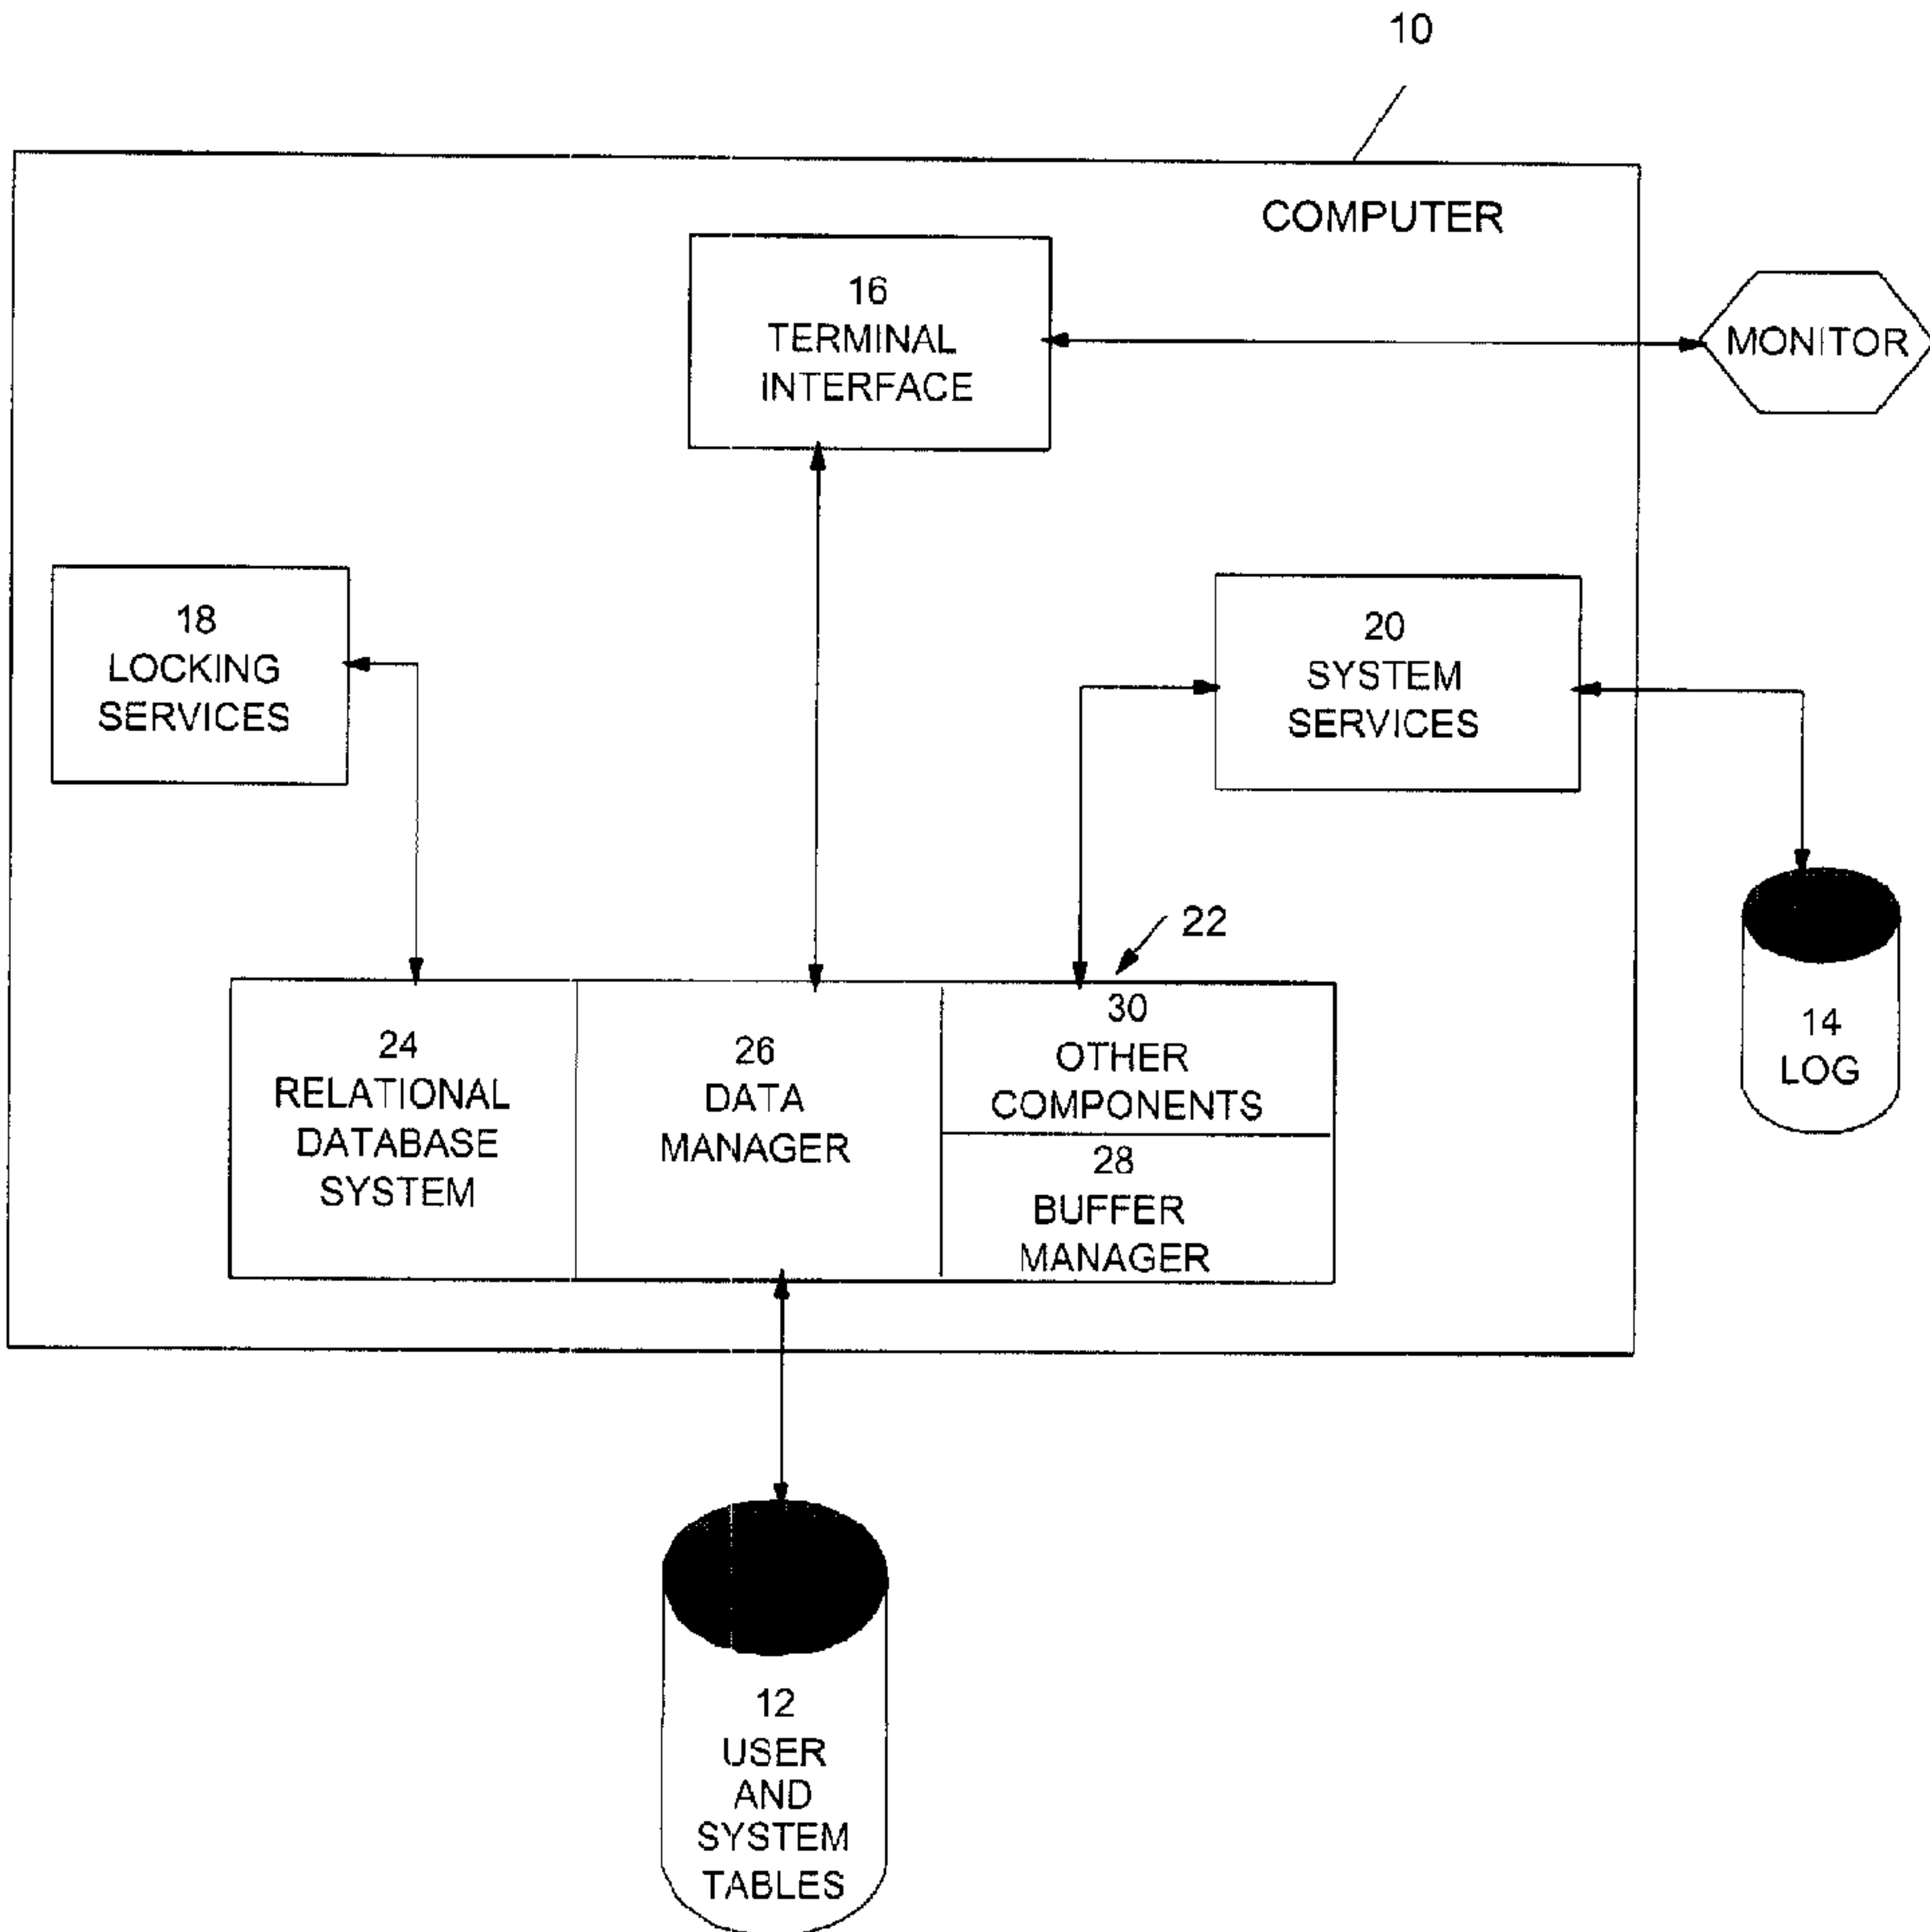 10
COMPUTER
16
TERMINAL
INTERFACE
MONITOR
18
LOCKING
SERVICES
20
SYSTEM
SERVICES
22
24
RELATIONAL
DATABASE
SYSTEM
26
DATA
MANAGER
30
OTHER
COMPONENTS
28
BUFFER
MANAGER
14
LOG
12
USER
AND
SYSTEM
TABLES